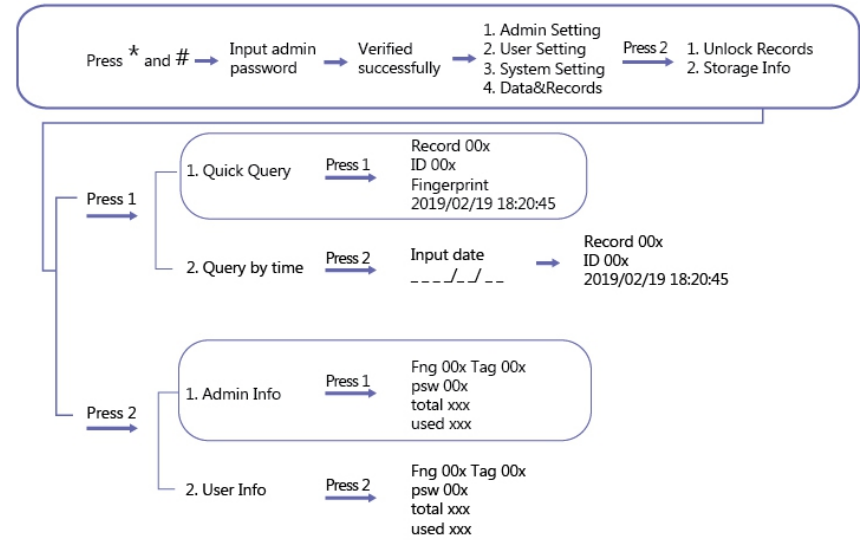 Press * and #
Input admin
password
Verified
successfully
1. Admin Setting
2. User Setting
3. System Setting
4. Data&Records
Press 2
1. Unlock Records
2. Storage Info
Press 1
1. Quick Query
Press 1
Record 00x
ID 00x
Fingerprint
2019/02/19 18:20:45
2. Query by time
Press 2
Input date
_ _ _ _/_ _/_ _
Record 00x
ID 00x
2019/02/19 18:20:45
Press 2
1. Admin Info
Press 1
Fng 00x Tag 00x
psw 00x
total xxx
used xxx
2. User Info
Press 2
Fng 00x Tag 00x
psw 00x
total xxx
used xxx